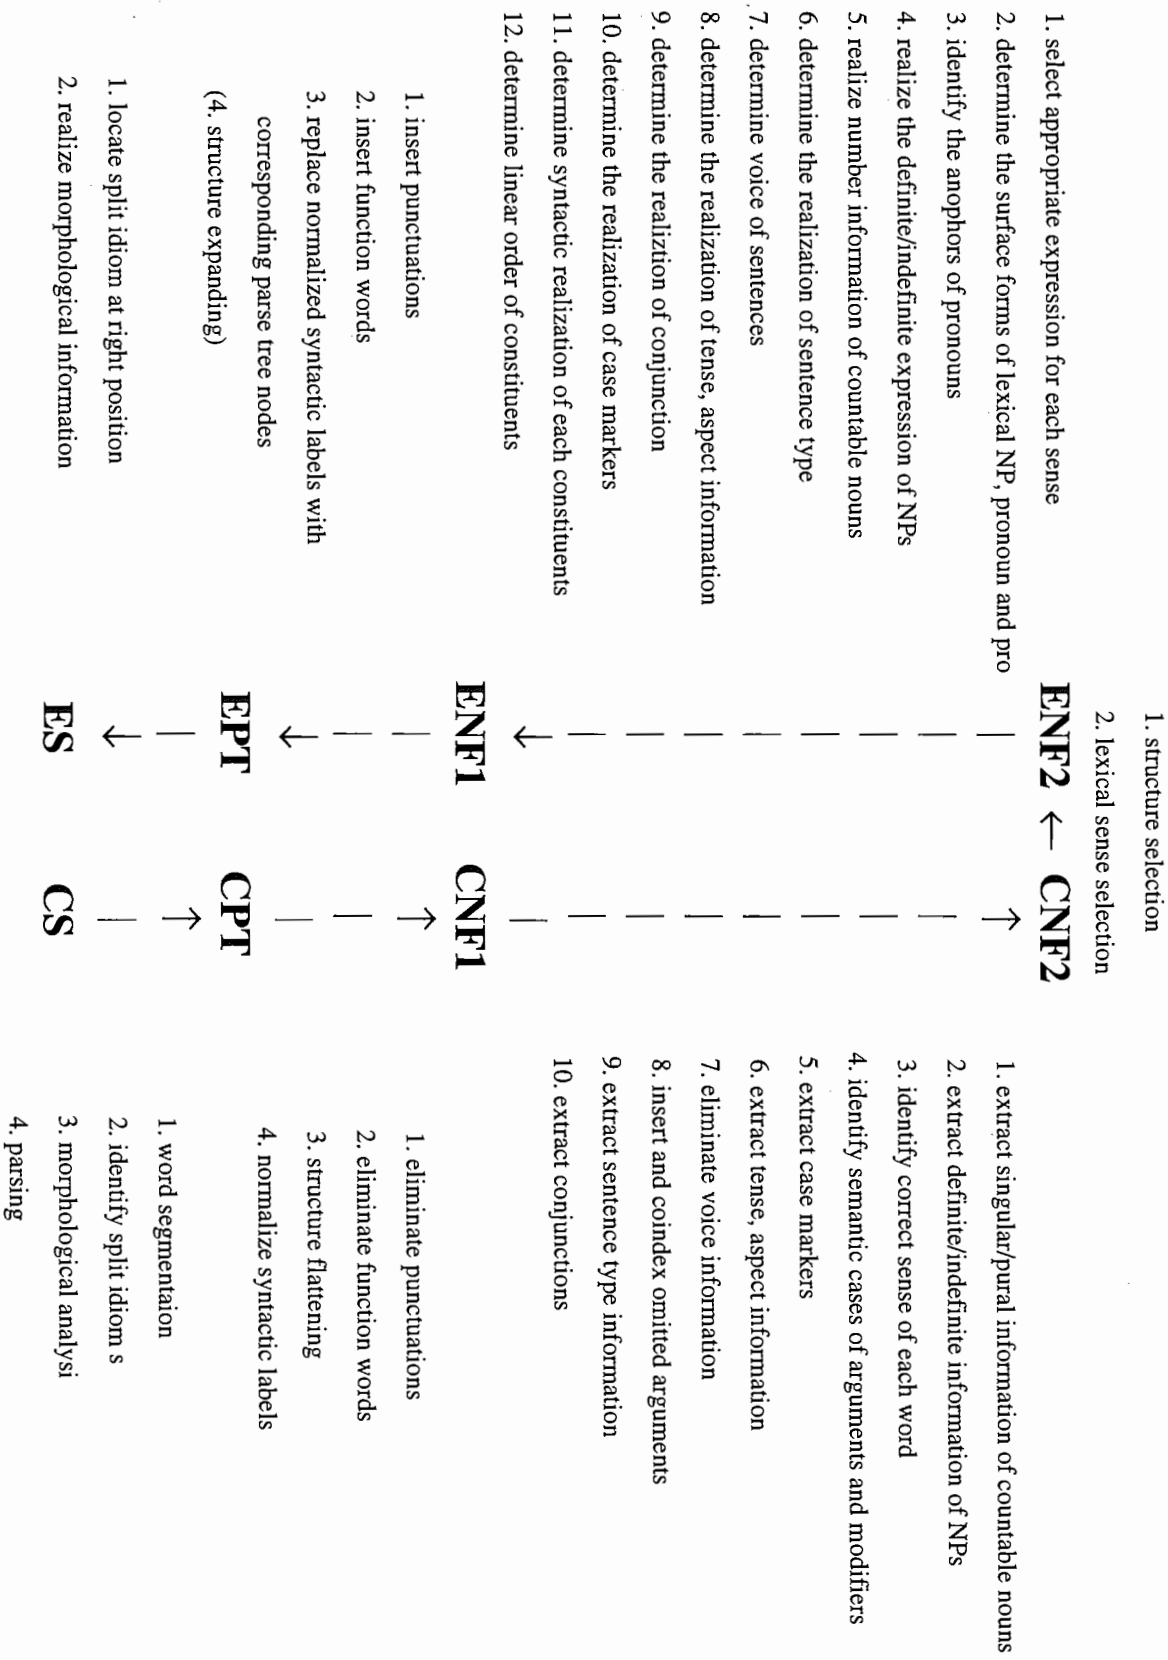 1. structure selection
2. lexical sense selection
ENF2 ← CNF2
1. select appropriate expression for each sense
2. determine the surface forms of lexical NP, pronoun and pro
3. identify the anophors of pronouns
4. realize the definite/indefinite expression of NPs
5. realize number information of countable nouns
6. determine the realization of sentence type
7. determine voice of sentences
8. determine the realization of tense, aspect information
9. determine the realiztion of conjunction
10. determine the realization of case markers
11. determine syntactic realization of each constituents
12. determine linear order of constituents
1. extract singular/pural information of countable nouns
2. extract definite/indefinite information of NPs
3. identify correct sense of each word
4. identify semantic cases of arguments and modifiers
5. extract case markers
6. extract tense, aspect information
7. eliminate voice information
8. insert and coindex omitted arguments
9. extract sentence type information
10. extract conjunctions
ENF1 CNF1
1. insert punctuations
2. insert function words
3. replace normalized syntactic labels with
corresponding parse tree nodes
(4. structure expanding)
1. eliminate punctuations
2. eliminate function words
3. structure flattening
4. normalize syntactic labels
EPT CPT
1. locate split idiom at right position
2. realize morphological information
1. word segmentaion
2. identify split idiom s
3. morphological analysi
4. parsing
ES CS